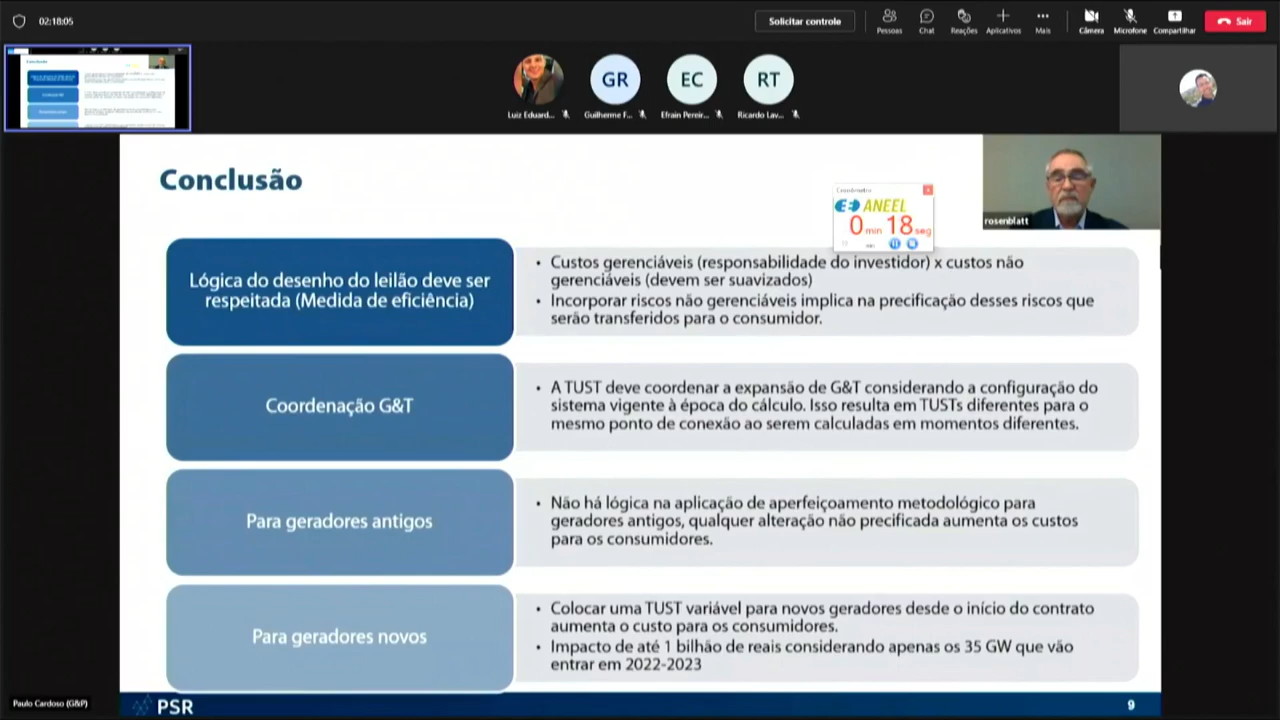 02:18:05
Solicitar controle
Pessoas
Chat
Reações
Aplicativos
Mais
Câmera
Microfone
Compartilhar
Sair
GR
EC
RT
Luiz Eduard...
Guilherme F...
Efrain Pereir...
Ricardo Lav...
Conclusão
Cronômetro
ANEEL
0 min 18 seg
min
rosenblatt
Lógica do desenho do leilão deve ser
respeitada (Medida de eficiência)
• Custos gerenciáveis (responsabilidade do investidor) x custos não
gerenciáveis (devem ser suavizados)
• Incorporar riscos não gerenciáveis implica na precificação desses riscos que
serão transferidos para o consumidor.
Coordenação G&T
• A TUST deve coordenar a expansão de G&T considerando a configuração do
sistema vigente à época do cálculo. Isso resulta em TUSTs diferentes para o
mesmo ponto de conexão ao serem calculadas em momentos diferentes.
Para geradores antigos
• Não há lógica na aplicação de aperfeiçoamento metodológico para
geradores antigos, qualquer alteração não precificada aumenta os custos
para os consumidores.
Para geradores novos
• Colocar uma TUST variável para novos geradores desde o início do contrato
aumenta o custo para os consumidores.
• Impacto de até 1 bilhão de reais considerando apenas os 35 GW que vão
entrar em 2022-2023
Paulo Cardoso (G&P)
PSR
9